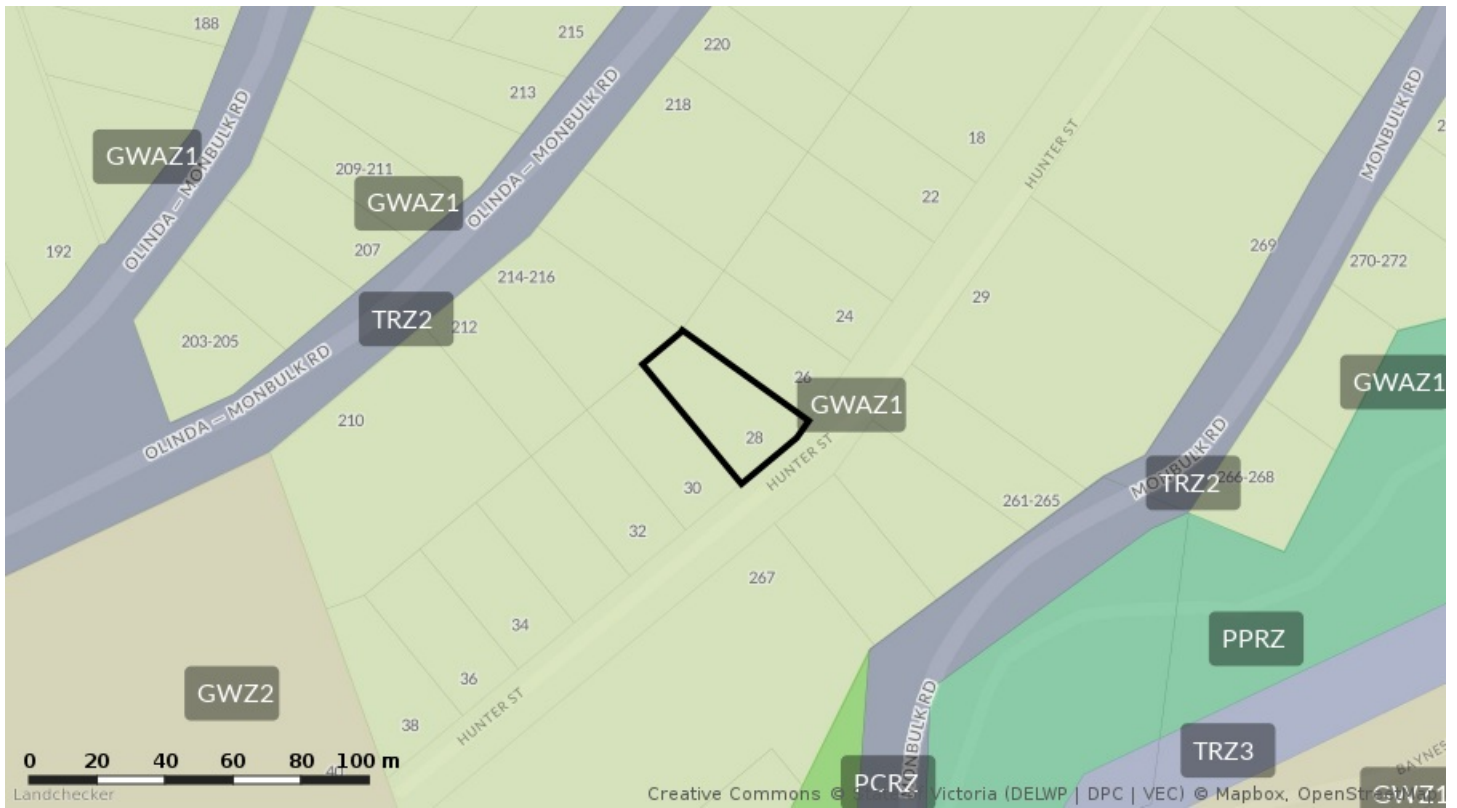 188
215
220
213
218
OLINDA – MONBULK RD
OLINDA – MONBULK RD
MONBULK RD
HUNTER ST
18
GWAZ1
209-211
GWAZ1
22
192
207
269
270-272
214-216
29
TRZ2
212
24
203-205
OLINDA – MONBULK RD
26
GWAZ1
GWAZ1
210
28
HUNTER ST
MONBULK RD
TRZ2
266-268
30
261-265
32
267
34
PPRZ
36
GWZ2
HUNTER ST
38
MONBULK RD
TRZ3
0 20 40 60 80 100 m
40
PCRZ
BAYNES
GWAZ1
Landchecker
Creative Commons © Victoria (DELWP | DPC | VEC) © Mapbox, OpenStreetMap